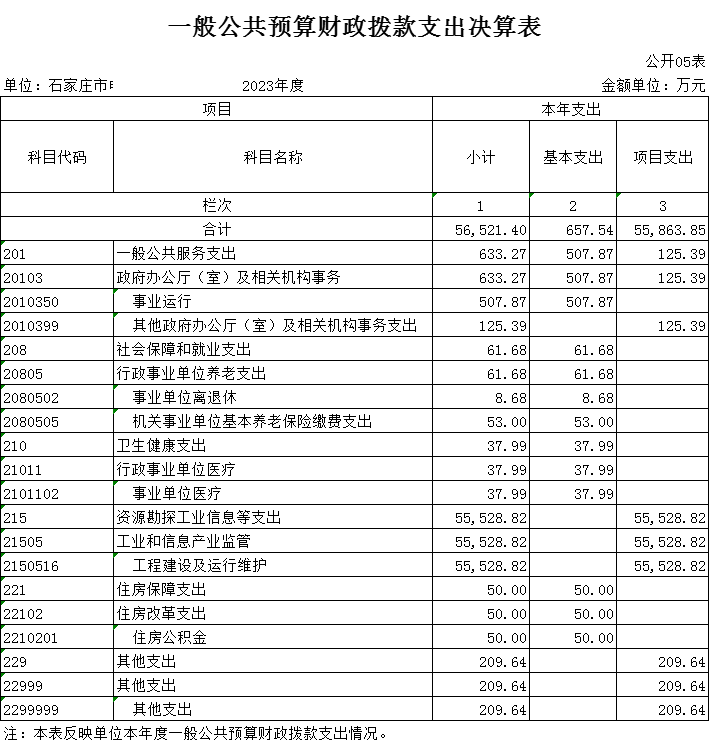 一般公共预算财政拨款支出决算表
公开05表
单位：石家庄市 2023年度 金额单位：万元
项目 本年支出
科目代码 科目名称 小计 基本支出 项目支出
栏次 1 2 3
合计 56,521.40 657.54 55,863.85
201 一般公共服务支出 633.27 507.87 125.39
20103 政府办公厅（室）及相关机构事务 633.27 507.87 125.39
2010350 事业运行 507.87 507.87
2010399 其他政府办公厅（室）及相关机构事务支出 125.39 125.39
208 社会保障和就业支出 61.68 61.68
20805 行政事业单位养老支出 61.68 61.68
2080502 事业单位离退休 8.68 8.68
2080505 机关事业单位基本养老保险缴费支出 53.00 53.00
210 卫生健康支出 37.99 37.99
21011 行政事业单位医疗 37.99 37.99
2101102 事业单位医疗 37.99 37.99
215 资源勘探工业信息等支出 55,528.82 55,528.82
21505 工业和信息产业监管 55,528.82 55,528.82
2150516 工程建设及运行维护 55,528.82 55,528.82
221 住房保障支出 50.00 50.00
22102 住房改革支出 50.00 50.00
2210201 住房公积金 50.00 50.00
229 其他支出 209.64 209.64
22999 其他支出 209.64 209.64
2299999 其他支出 209.64 209.64
注：本表反映单位本年度一般公共预算财政拨款支出情况。